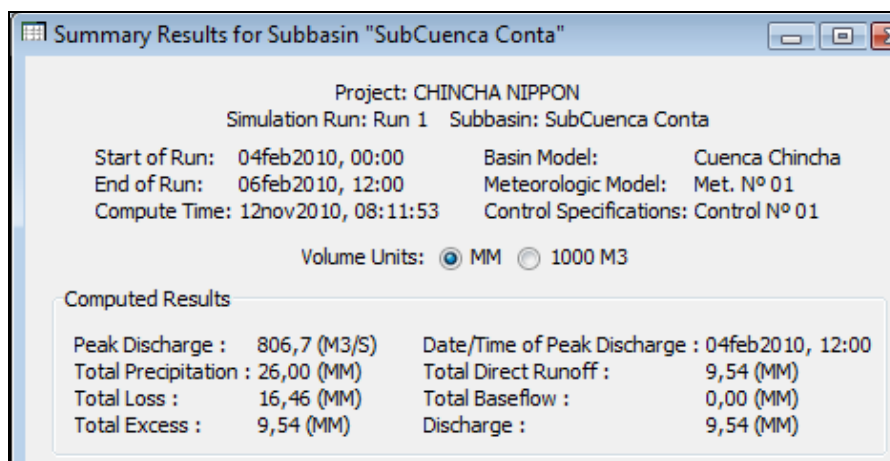 Summary Results for Subbasin "SubCuenca Conta"
Project: CHINCHA NIPPON
Simulation Run: Run 1 Subbasin: SubCuenca Conta
Start of Run: 04feb2010, 00:00 Basin Model: Cuenca Chincha
End of Run: 06feb2010, 12:00 Meteorologic Model: Met. Nº 01
Compute Time: 12nov2010, 08:11:53 Control Specifications: Control Nº 01
Volume Units: MM 1000 M3
Computed Results
Peak Discharge : 806,7 (M3/S) Date/Time of Peak Discharge : 04feb2010, 12:00
Total Precipitation : 26,00 (MM) Total Direct Runoff : 9,54 (MM)
Total Loss : 16,46 (MM) Total Baseflow : 0,00 (MM)
Total Excess : 9,54 (MM) Discharge : 9,54 (MM)